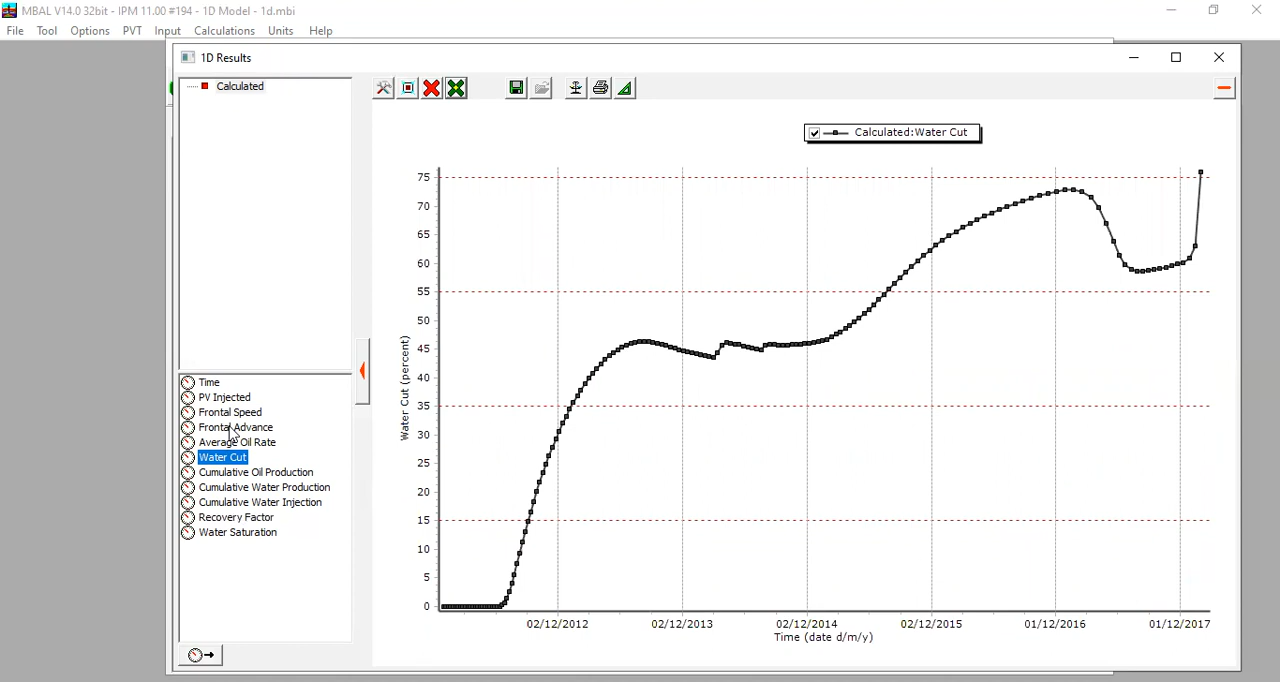 MBAL V14.0 32bit - IPM 11.00 #194 - 1D Model - 1d.mbi
File Tool Options PVT Input Calculations Units Help
1D Results
Calculated
Calculated:Water Cut
Time
PV Injected
Frontal Speed
Frontal Advance
Average Oil Rate
Water Cut
Cumulative Oil Production
Cumulative Water Production
Cumulative Water Injection
Recovery Factor
Water Saturation
Water Cut (percent)
75
70
65
60
55
50
45
40
35
30
25
20
15
10
5
0
02/12/2012 02/12/2013 02/12/2014 02/12/2015 01/12/2016 01/12/2017
Time (date d/m/y)